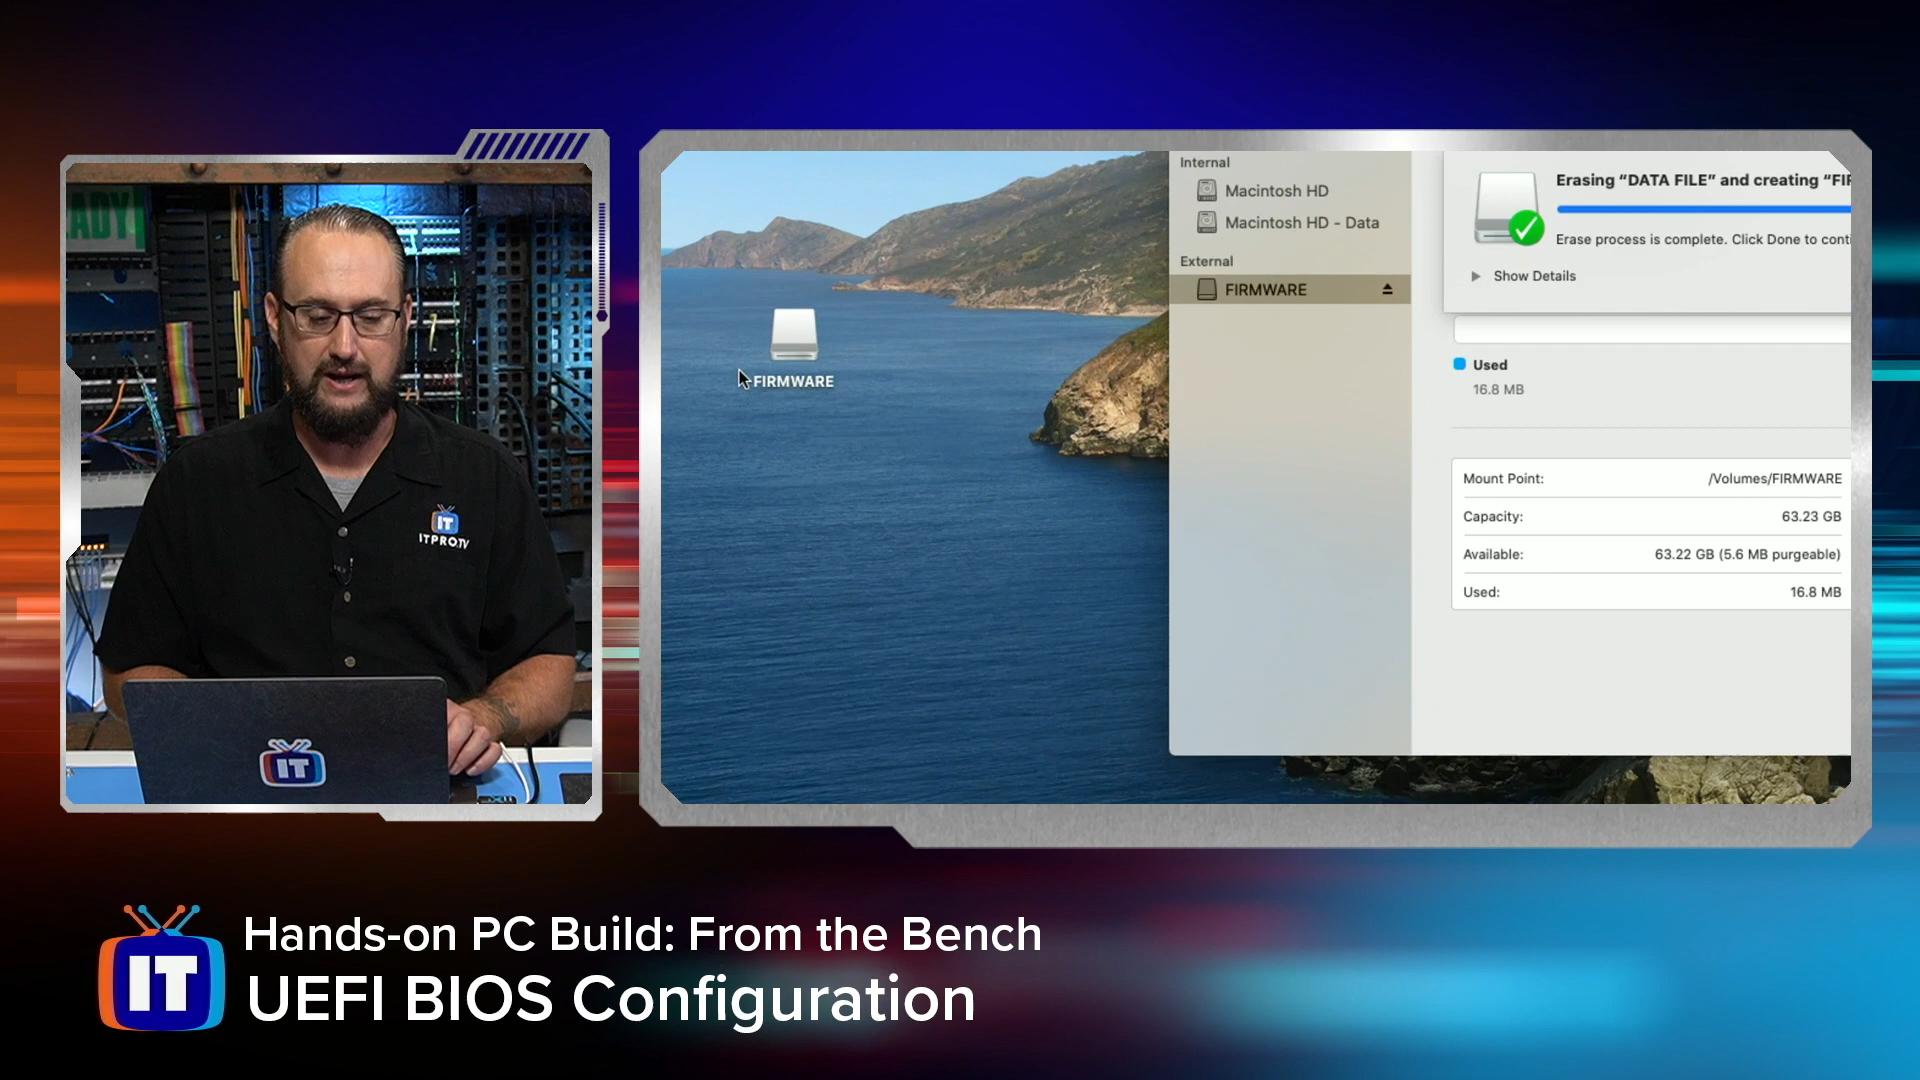 ADY
IT
ITPRO.TV
IT
Internal
Macintosh HD
Macintosh HD - Data
External
FIRMWARE
Erasing “DATA FILE” and creating “FIR
Erase process is complete. Click Done to conti
Show Details
FIRMWARE
Used
16.8 MB
Mount Point: /Volumes/FIRMWARE
Capacity: 63.23 GB
Available: 63.22 GB (5.6 MB purgeable)
Used: 16.8 MB
IT
Hands-on PC Build: From the Bench
UEFI BIOS Configuration